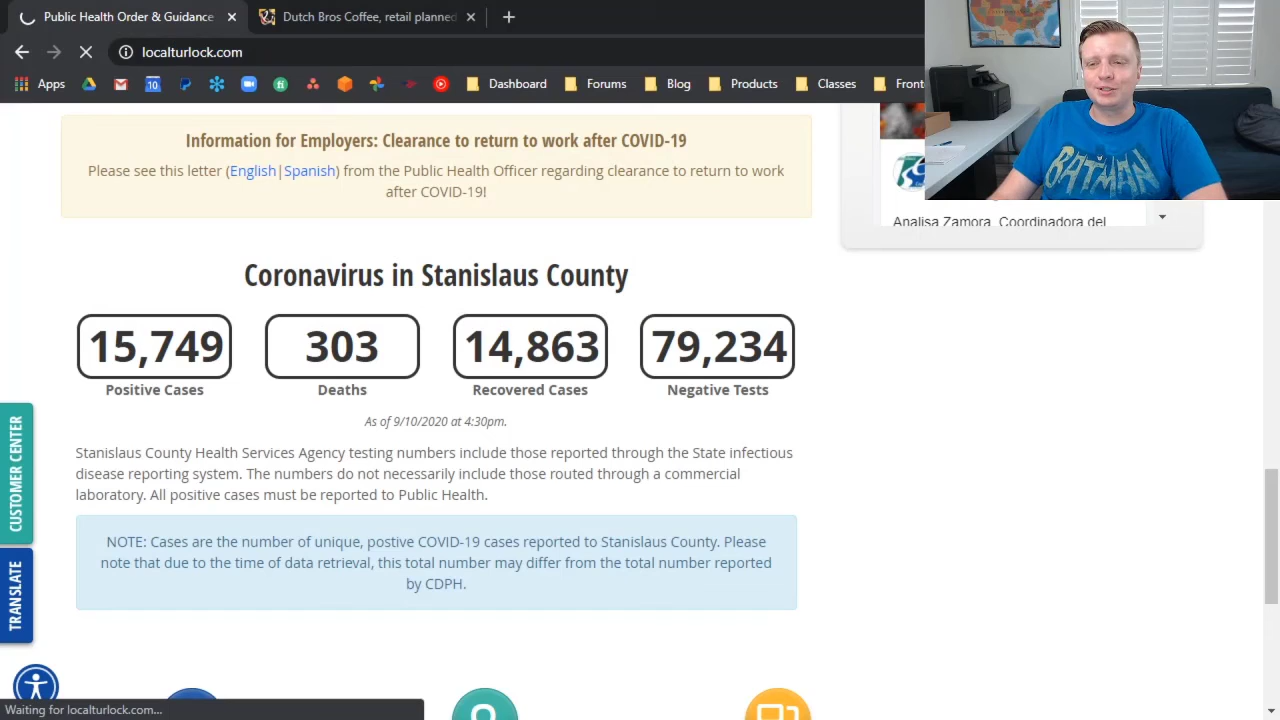 Public Health Order & Guidance
Dutch Bros Coffee, retail planned
localturlock.com
Apps
Dashboard
Forums
Blog
Products
Classes
Front
Information for Employers: Clearance to return to work after COVID-19
Please see this letter (English|Spanish) from the Public Health Officer regarding clearance to return to work
after COVID-19!
BATMAN
Analisa Zamora, Coordinadora del
Coronavirus in Stanislaus County
15,749 303 14,863 79,234
Positive Cases Deaths Recovered Cases Negative Tests
As of 9/10/2020 at 4:30pm.
Stanislaus County Health Services Agency testing numbers include those reported through the State infectious
disease reporting system. The numbers do not necessarily include those routed through a commercial
laboratory. All positive cases must be reported to Public Health.
NOTE: Cases are the number of unique, postive COVID-19 cases reported to Stanislaus County. Please
note that due to the time of data retrieval, this total number may differ from the total number reported
by CDPH.
CUSTOMER CENTER
TRANSLATE
Waiting for localturlock.com...